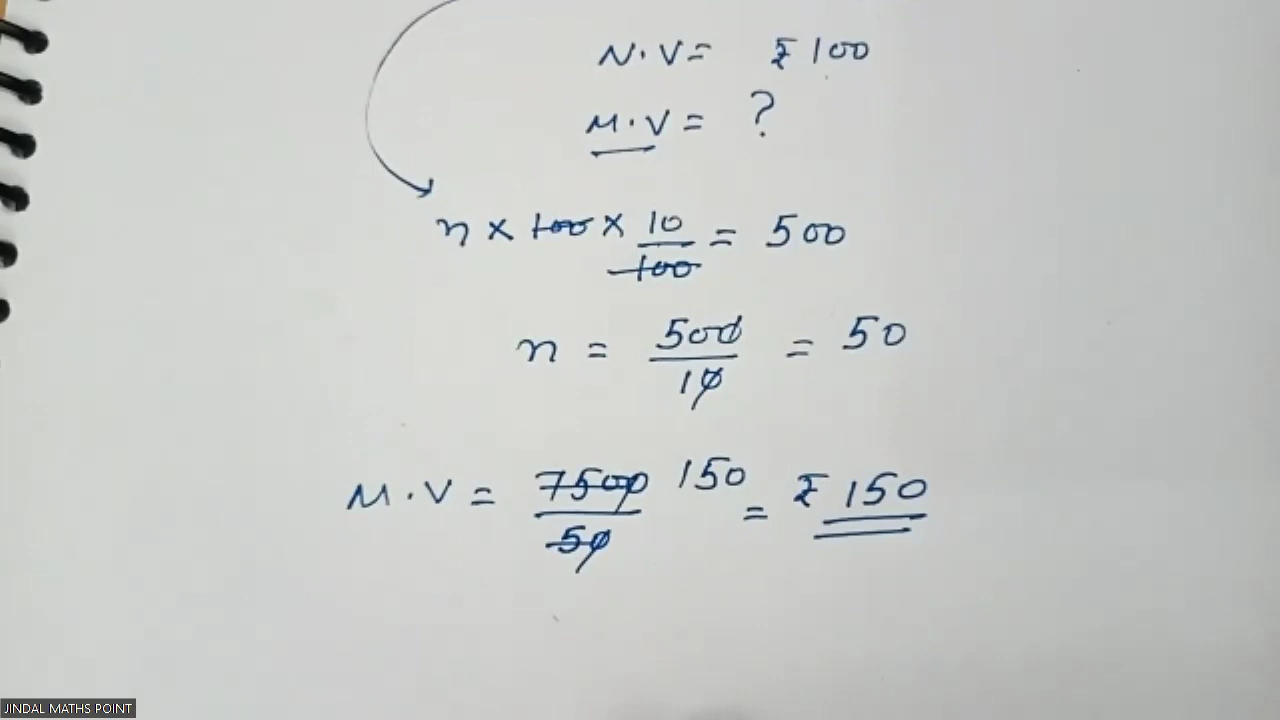 N.V = ₹ 100
M.V = ?
n × 100 × 10/100 = 500
n = 500/10 = 50
M.V = 7500/50 150 = ₹ 150
JINDAL MATHS POINT